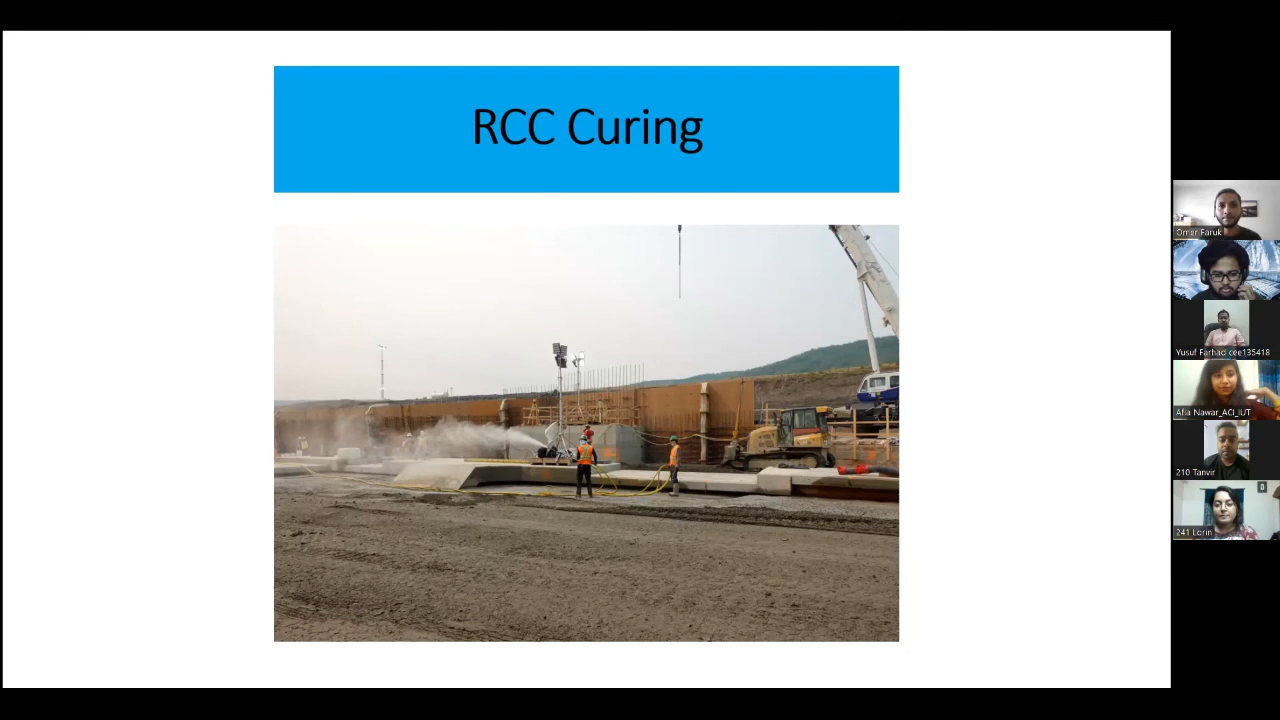 RCC Curing
Omar Faruk
Yusuf Farhad cee135418
Afia Nawar_ACI_IUT
210 Tanvir
241 Lorin